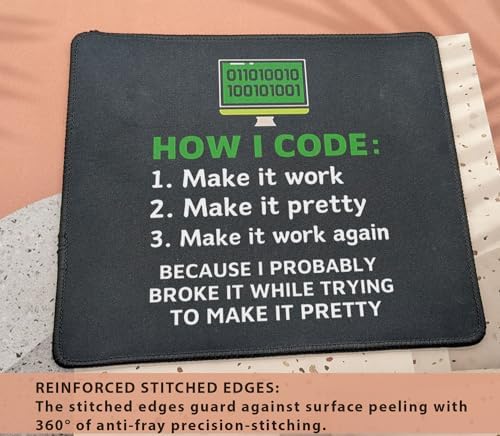 011010010
100101001
HOW I CODE:
1. Make it work
2. Make it pretty
3. Make it work again
BECAUSE I PROBABLY
BROKE IT WHILE TRYING
TO MAKE IT PRETTY
REINFORCED STITCHED EDGES:
The stitched edges guard against surface peeling with
360° of anti-fray precision-stitching.